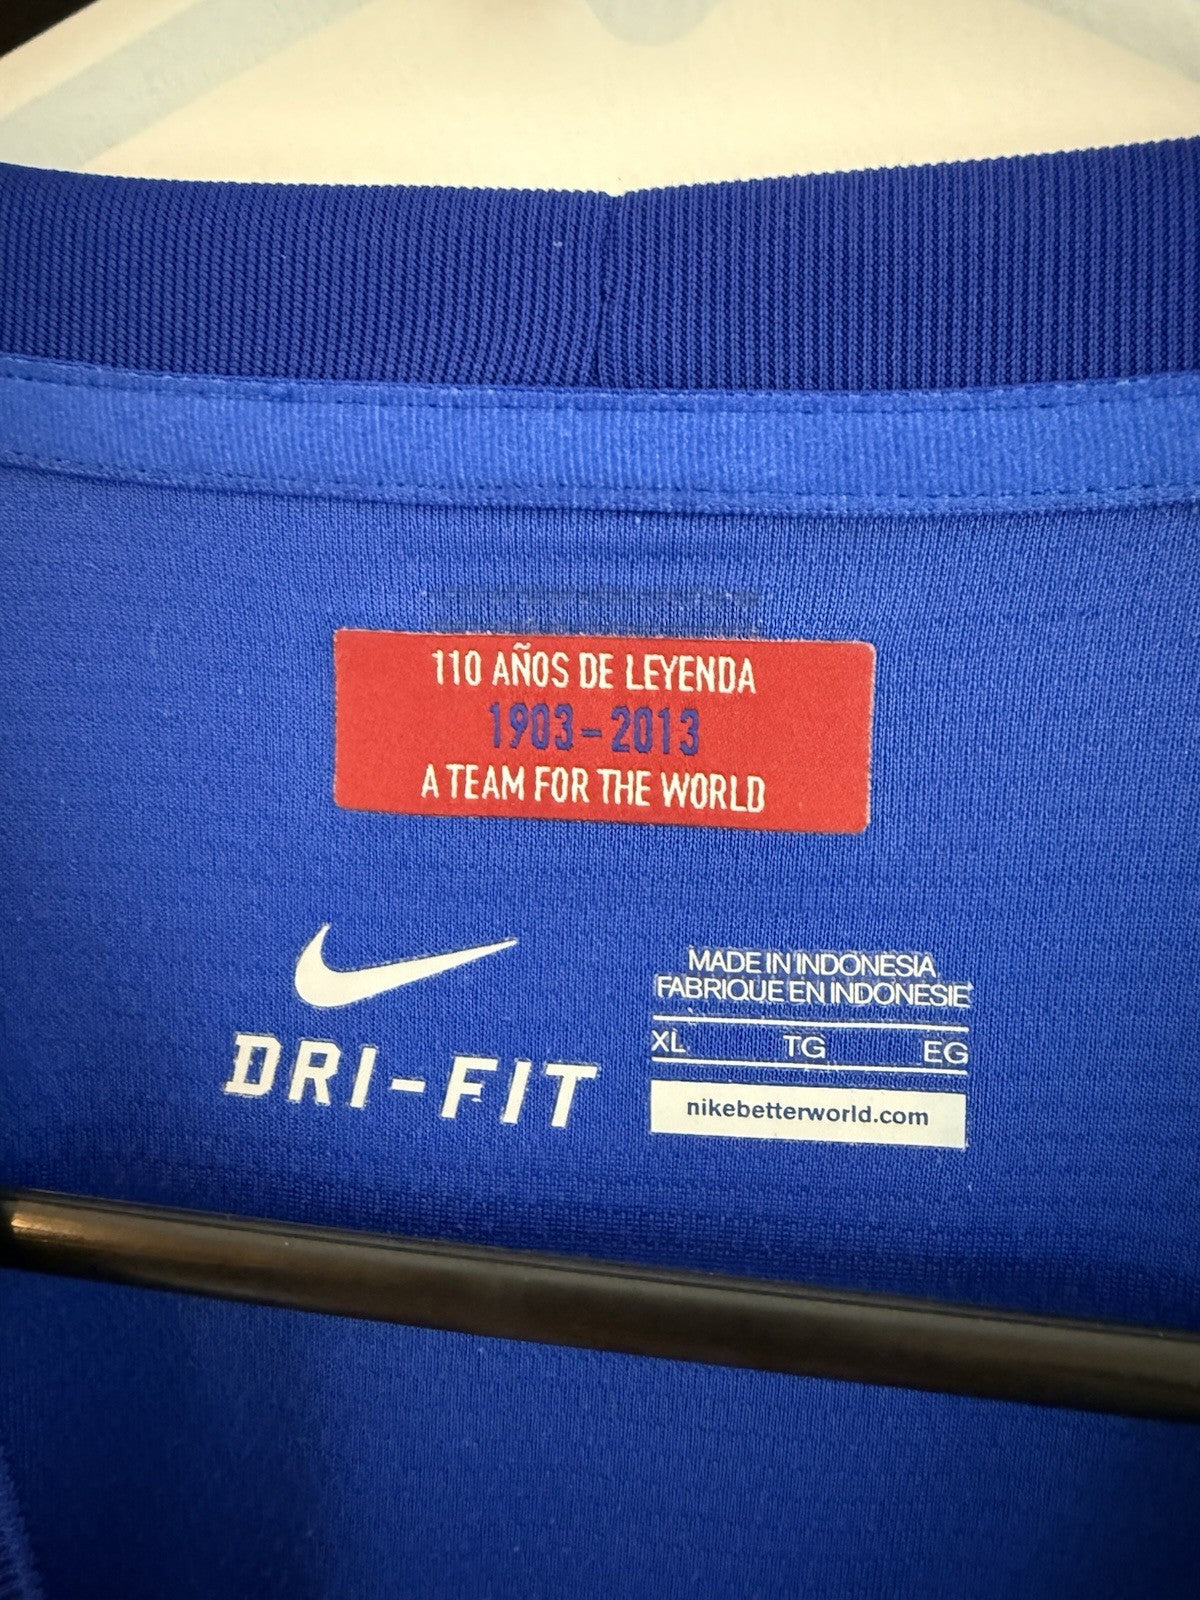 110 AÑOS DE LEYENDA
1903-2013
A TEAM FOR THE WORLD
DRI-FIT
MADE IN INDONESIA
FABRIQUE EN INDONESIE
XL TG EG
nikebetterworld.com